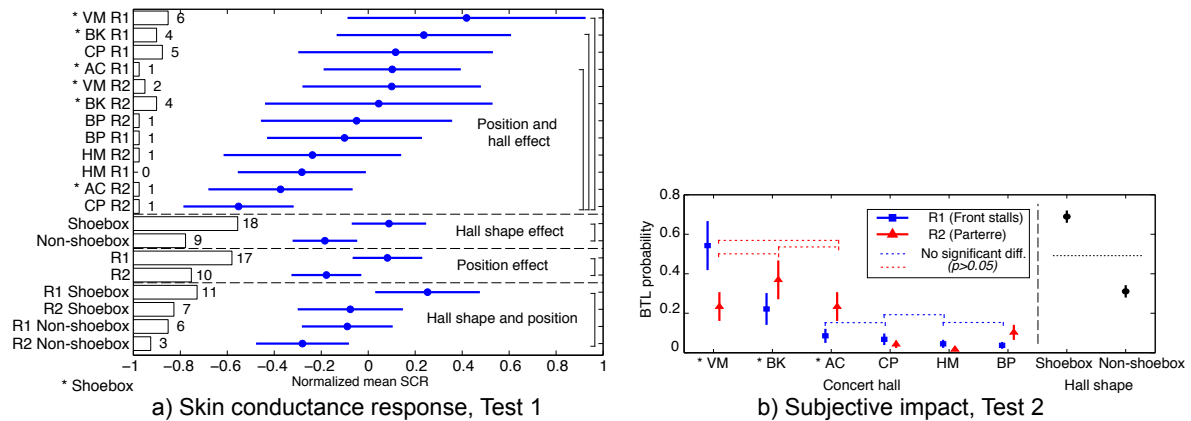 * VM R1
6
* BK R1
4
CP R1
5
* AC R1
1
* VM R2
2
* BK R2
4
BP R2
1
BP R1
1
HM R2
1
HM R1
0
* AC R2
1
CP R2
1
Position and
hall effect
Shoebox
18
Non-shoebox
9
Hall shape effect
R1
17
R2
10
Position effect
R1 Shoebox
11
R2 Shoebox
7
R1 Non-shoebox
6
R2 Non-shoebox
3
Hall shape and position
-1 -0.8 -0.6 -0.4 -0.2 0 0.2 0.4 0.6 0.8 1
Normalized mean SCR
* Shoebox
a) Skin conductance response, Test 1
0.8
0.6
0.4
0.2
0
BTL probability
R1 (Front stalls)
R2 (Parterre)
No significant diff.
(p>0.05)
* VM * BK * AC CP HM BP Shoebox Non-shoebox
Concert hall Hall shape
b) Subjective impact, Test 2